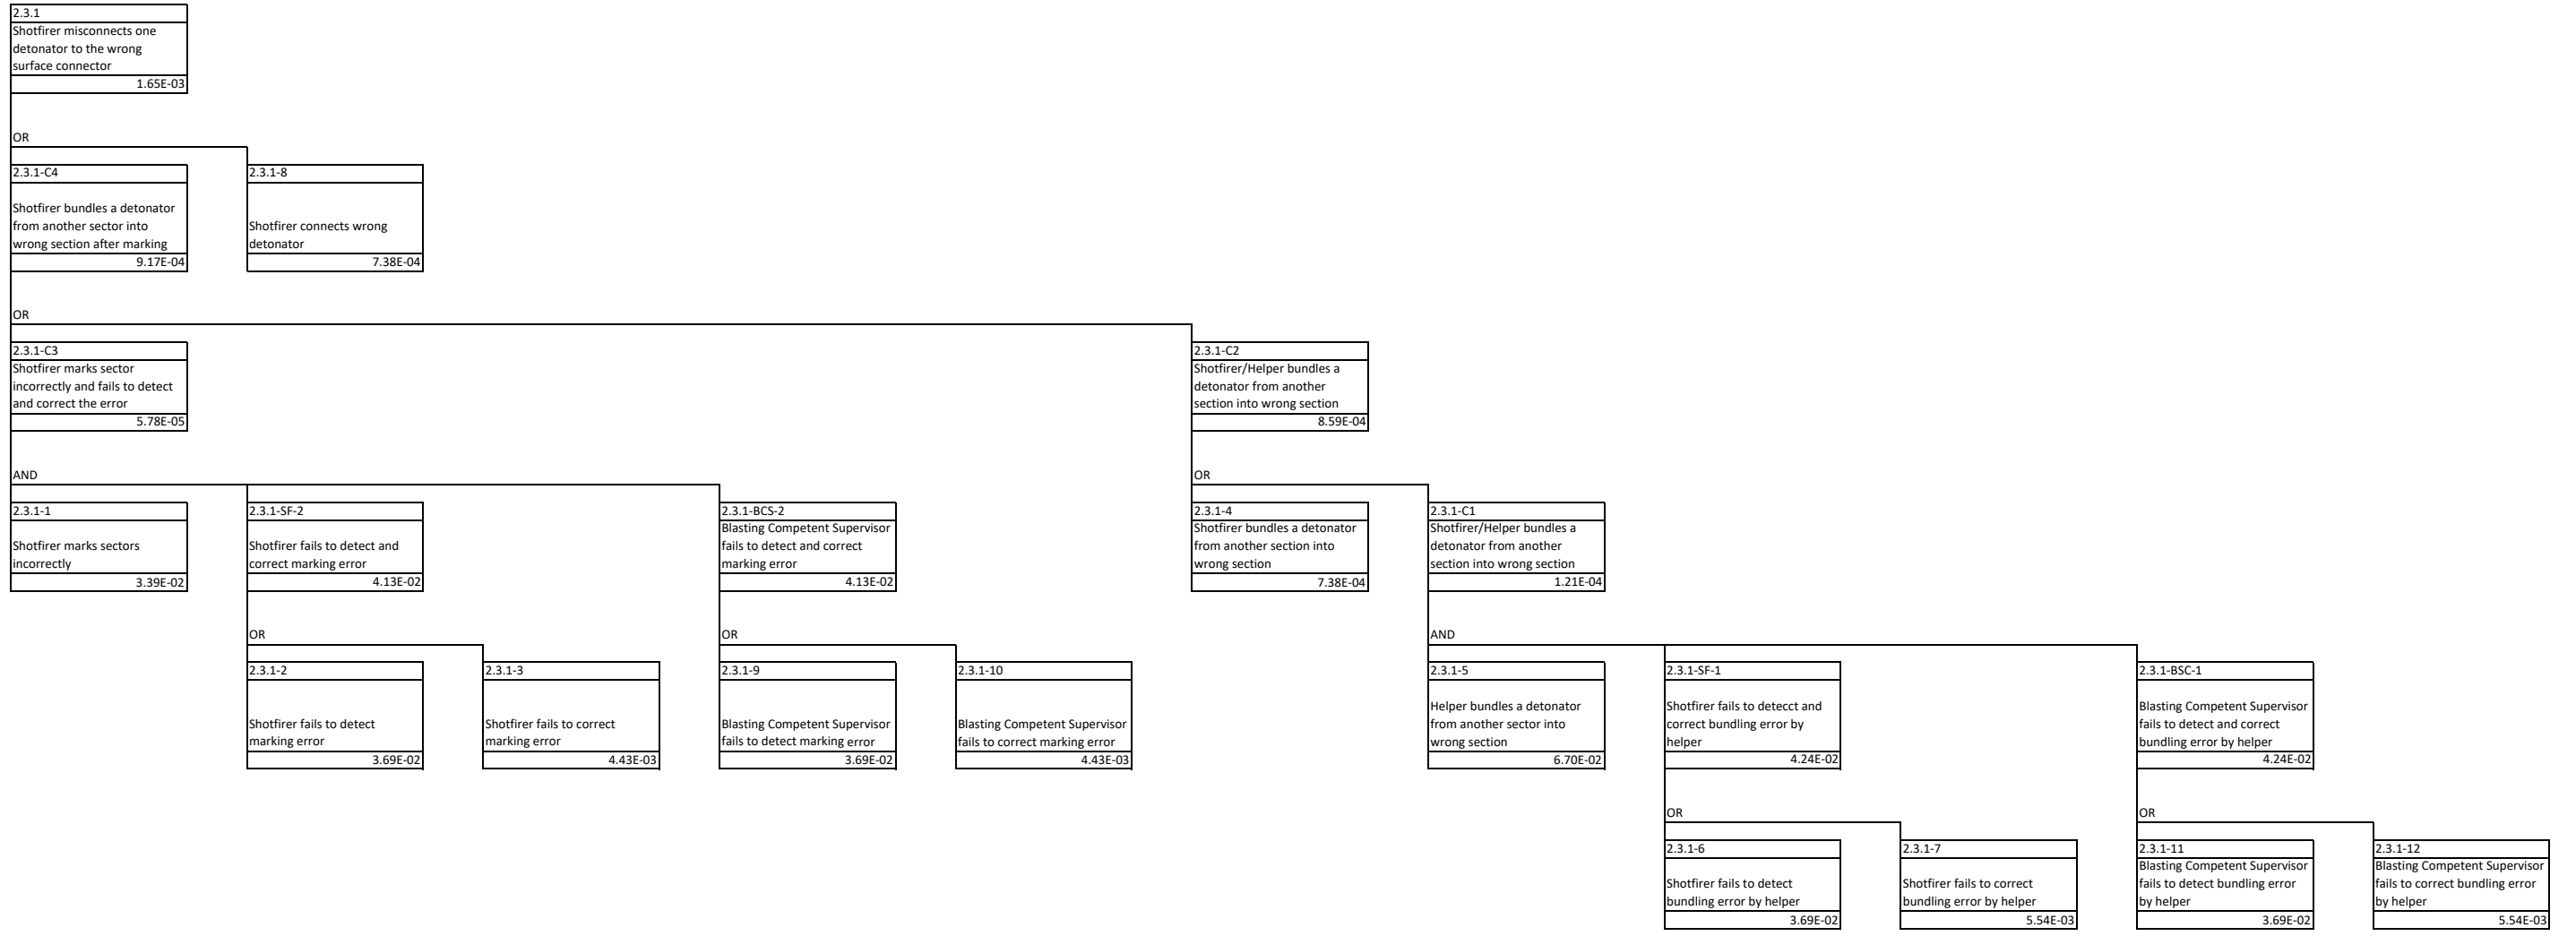 2.3.1
Shotfirer misconnects one
detonator to the wrong
surface connector
1.65E-03
OR
2.3.1-C4
Shotfirer bundles a detonator
from another sector into
wrong section after marking
9.17E-04
2.3.1-8
Shotfirer connects wrong
detonator
7.38E-04
OR
2.3.1-C3
Shotfirer marks sector
incorrectly and fails to detect
and correct the error
5.78E-05
2.3.1-C2
Shotfirer/Helper bundles a
detonator from another
section into wrong section
8.59E-04
AND
2.3.1-1
Shotfirer marks sectors
incorrectly
3.39E-02
2.3.1-SF-2
Shotfirer fails to detect and
correct marking error
4.13E-02
2.3.1-BCS-2
Blasting Competent Supervisor
fails to detect and correct
marking error
4.13E-02
OR
2.3.1-4
Shotfirer bundles a detonator
from another section into
wrong section
7.38E-04
2.3.1-C1
Shotfirer/Helper bundles a
detonator from another
section into wrong section
1.21E-04
OR
2.3.1-2
Shotfirer fails to detect
marking error
3.69E-02
2.3.1-3
Shotfirer fails to correct
marking error
4.43E-03
OR
2.3.1-9
Blasting Competent Supervisor
fails to detect marking error
3.69E-02
2.3.1-10
Blasting Competent Supervisor
fails to correct marking error
4.43E-03
AND
2.3.1-5
Helper bundles a detonator
from another sector into
wrong section
6.70E-02
2.3.1-SF-1
Shotfirer fails to detecct and
correct bundling error by
helper
4.24E-02
2.3.1-BSC-1
Blasting Competent Supervisor
fails to detect and correct
bundling error by helper
4.24E-02
OR
2.3.1-6
Shotfirer fails to detect
bundling error by helper
3.69E-02
2.3.1-7
Shotfirer fails to correct
bundling error by helper
5.54E-03
OR
2.3.1-11
Blasting Competent Supervisor
fails to detect bundling error
by helper
3.69E-02
2.3.1-12
Blasting Competent Supervisor
fails to correct bundling error
by helper
5.54E-03